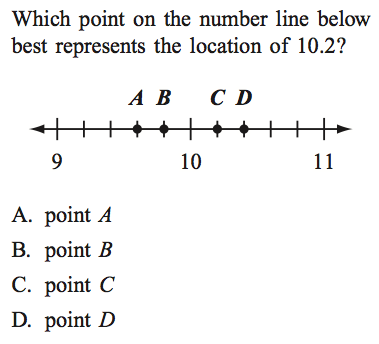 Which point on the number line below
best represents the location of 10.2?
A B C D
9 10 11
A. point A
B. point B
C. point C
D. point D